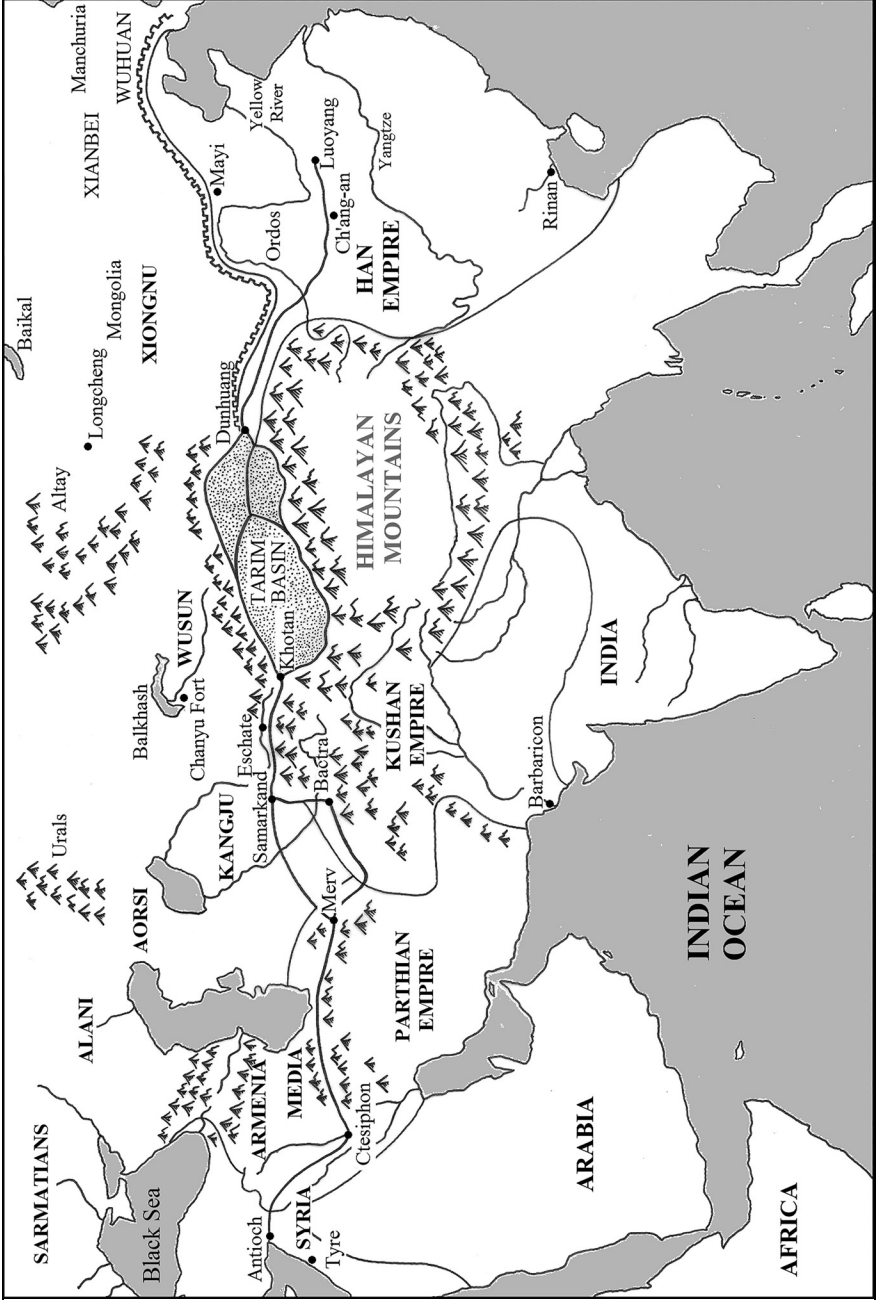 SARMATIANS
ALANI
AORSI
Urals
Altay
Baikal
Longcheng
Mongolia
XIONGNU
XIANBEI
Manchuria
WUHUAN
Black Sea
Balkhash
Chanyu Fort
WUSUN
KANGJU
Eschate
Samarkand
Dunhuang
Mayi
Yellow
River
Ordos
Luoyang
Ch'ang-an
Yangtze
ARMENIA
MEDIA
Antioch
SYRIA
Tyre
Ctesiphon
Merv
Bactra
Khotan
TARIM
BASIN
HIMALAYAN
MOUNTAINS
HAN
EMPIRE
PARTHIAN
EMPIRE
KUSHAN
EMPIRE
Barbaricon
INDIA
Rinan
ARABIA
AFRICA
INDIAN
OCEAN